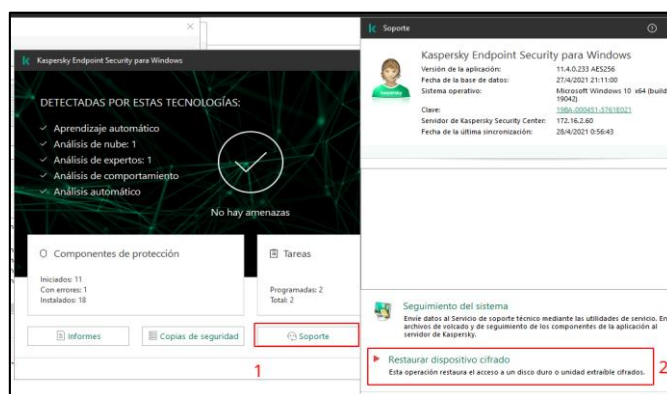 Kaspersky Endpoint Security para Windows
DETECTADAS POR ESTAS TECNOLOGÍAS:
Aprendizaje automático
Análisis de nube: 1
Análisis de expertos: 1
Análisis de comportamiento
Análisis automático
No hay amenazas
Componentes de protección
Iniciados: 11
Con errores: 1
Instalados: 18
Tareas
Programadas: 2
Total: 2
Informes
Copias de seguridad
Soporte
1
Soporte
Kaspersky Endpoint Security para Windows
Versión de la aplicación: 11.4.0.233 AES256
Fecha de la base de datos: 27/4/2021 21:11:00
Sistema operativo: Microsoft Windows 10 x64 (build
19042)
Clave: 198A-000451-5761E021
Servidor de Kaspersky Security Center: 172.16.2.60
Fecha de la última sincronización: 28/4/2021 0:56:43
Seguimiento del sistema
Envíe datos al Servicio de soporte técnico mediante las utilidades de servicio. En
archivos de volcado y de seguimiento de los componentes de la aplicación al
servidor de Kaspersky.
Restaurar dispositivo cifrado
Esta operación restaura el acceso a un disco duro o unidad extraíble cifrados.
2